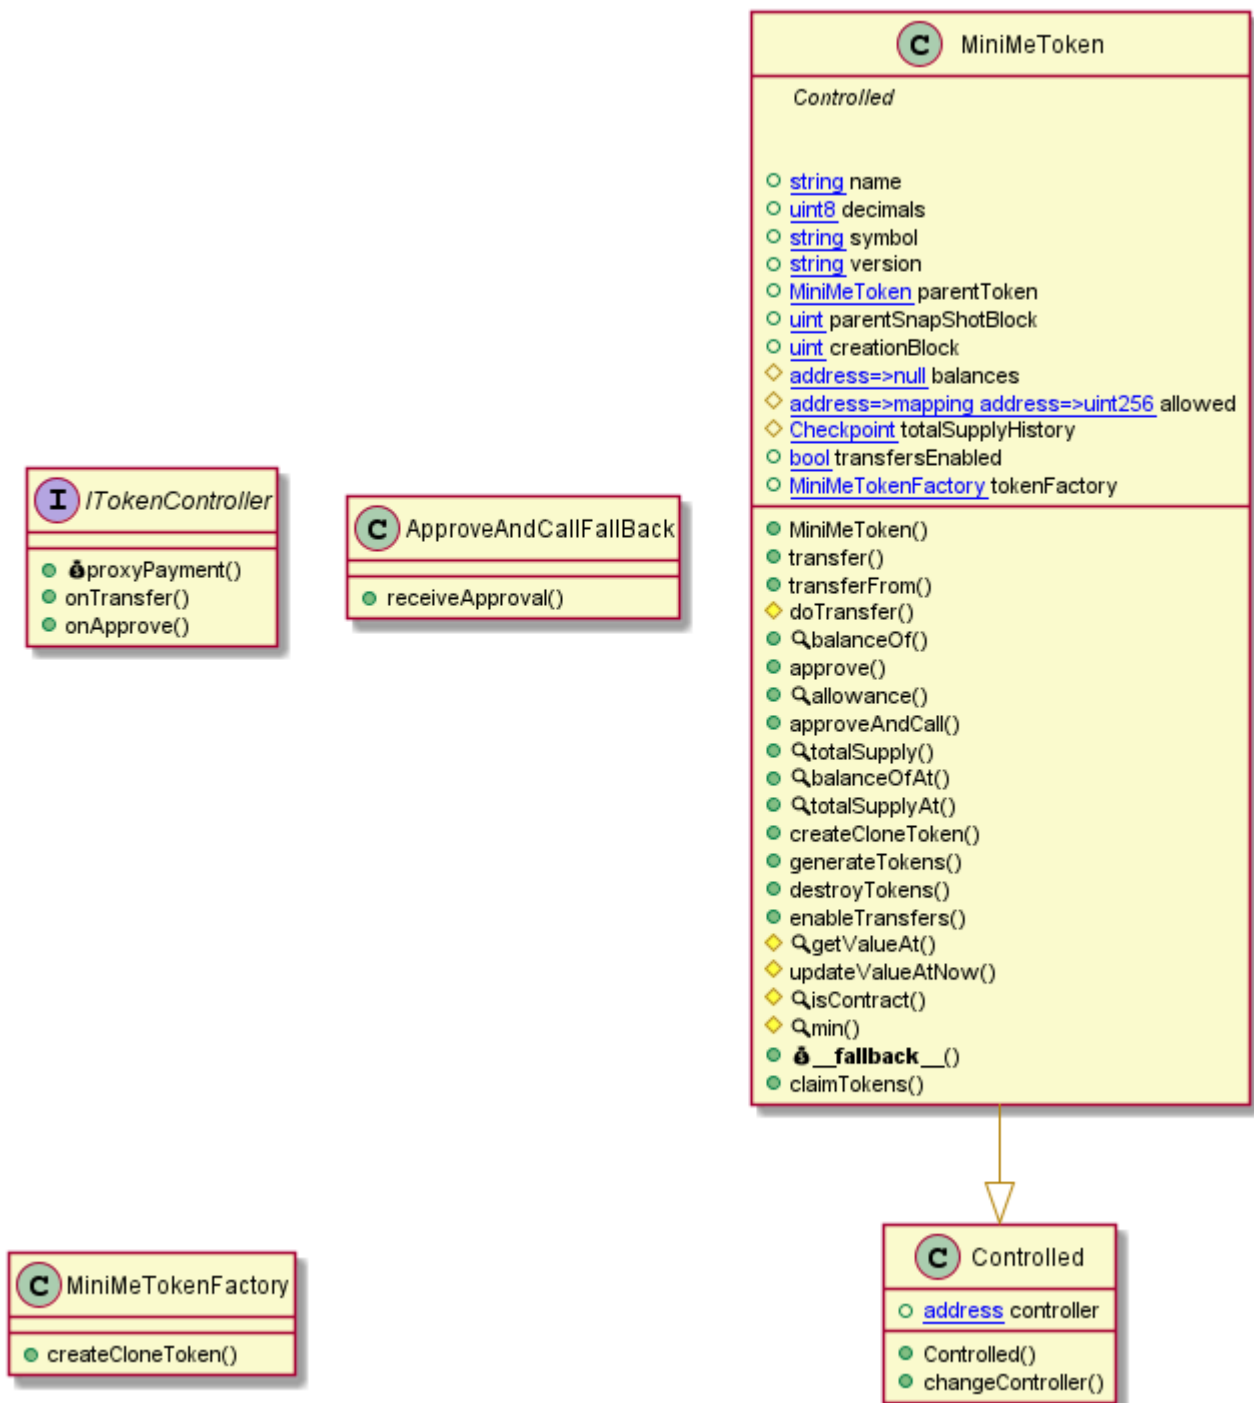 C MiniMeToken
Controlled
string name
uint8 decimals
string symbol
string version
MiniMeToken parentToken
uint parentSnapShotBlock
uint creationBlock
address=>null balances
address=>mapping address=>uint256 allowed
Checkpoint totalSupplyHistory
bool transfersEnabled
MiniMeTokenFactory tokenFactory
MiniMeToken()
transfer()
transferFrom()
doTransfer()
balanceOf()
approve()
allowance()
approveAndCall()
totalSupply()
balanceOfAt()
totalSupplyAt()
createCloneToken()
generateTokens()
destroyTokens()
enableTransfers()
getValueAt()
updateValueAtNow()
isContract()
min()
__fallback__()
claimTokens()
I ITokenController
proxyPayment()
onTransfer()
onApprove()
C ApproveAndCallFallBack
receiveApproval()
C MiniMeTokenFactory
createCloneToken()
C Controlled
address controller
Controlled()
changeController()